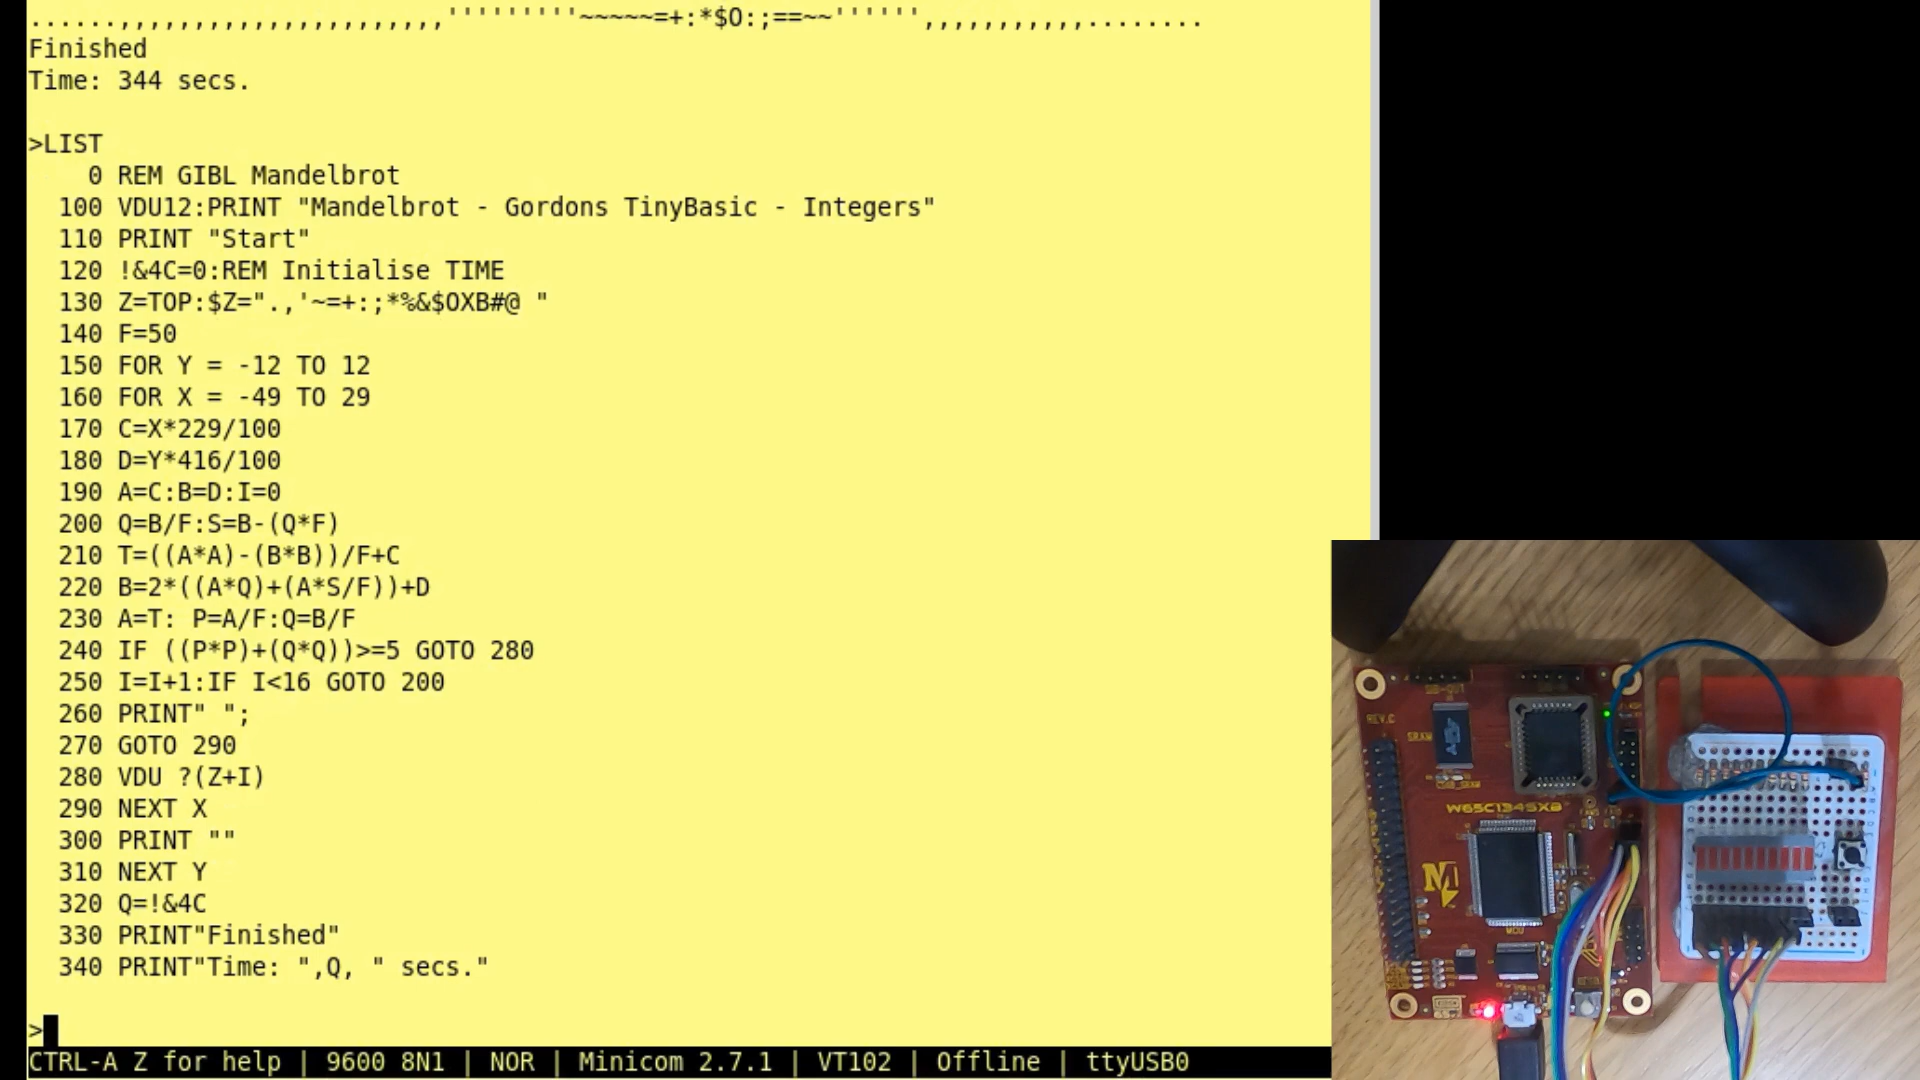 ......,,,,,,,,,,,,,,,,,,,,,,'''''''''~~~~~=+:*$O:;==~~'''''',,,,,,,,,,,........
Finished
Time: 344 secs.
>LIST
0 REM GIBL Mandelbrot
100 VDU12:PRINT "Mandelbrot - Gordons TinyBasic - Integers"
110 PRINT "Start"
120 !&4C=0:REM Initialise TIME
130 Z=TOP:$Z=".,'~=+:;*%&$OXB#@ "
140 F=50
150 FOR Y = -12 TO 12
160 FOR X = -49 TO 29
170 C=X*229/100
180 D=Y*416/100
190 A=C:B=D:I=0
200 Q=B/F:S=B-(Q*F)
210 T=((A*A)-(B*B))/F+C
220 B=2*((A*Q)+(A*S/F))+D
230 A=T: P=A/F:Q=B/F
240 IF ((P*P)+(Q*Q))>=5 GOTO 280
250 I=I+1:IF I<16 GOTO 200
260 PRINT" ";
270 GOTO 290
280 VDU ?(Z+I)
290 NEXT X
300 PRINT ""
310 NEXT Y
320 Q=!&4C
330 PRINT"Finished"
340 PRINT"Time: ",Q, " secs."
>
CTRL-A Z for help | 9600 8N1 | NOR | Minicom 2.7.1 | VT102 | Offline | ttyUSB0
REV.C
SRAM
W65C134SXB
MCU